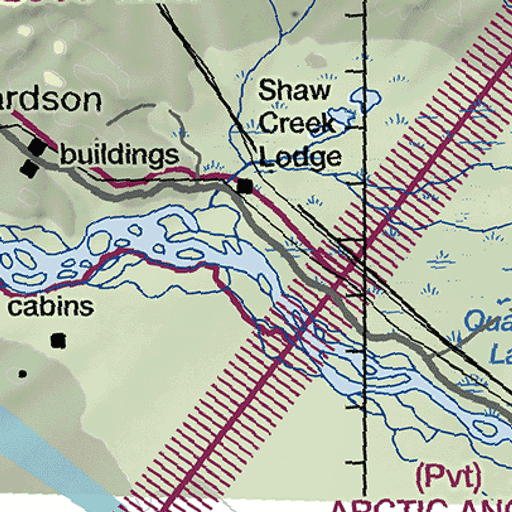 ardson
Shaw
Creek
Lodge
buildings
cabins
(Pvt)
ARCTIC ANG